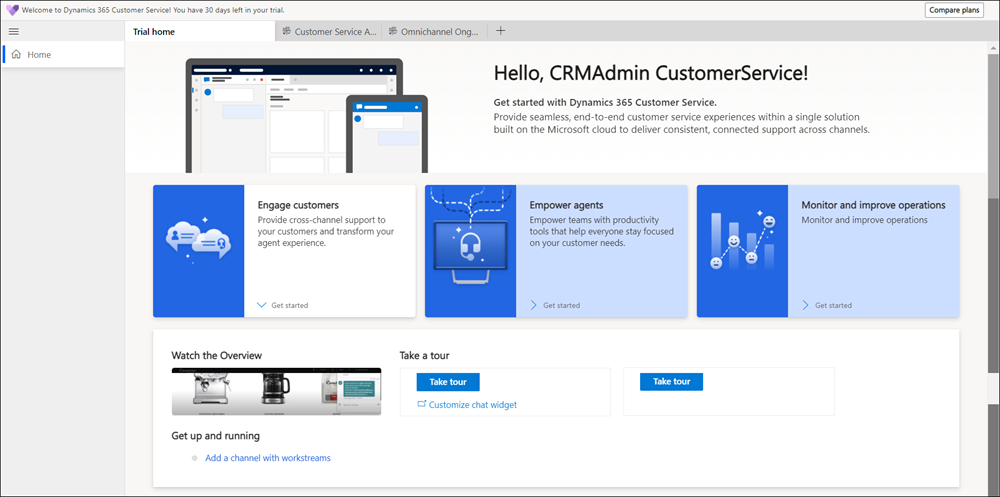 Welcome to Dynamics 365 Customer Service! You have 30 days left in your trial.
Compare plans
Trial home
Customer Service A...
Omnichannel Ong...
Home
Hello, CRMAdmin CustomerService!
Get started with Dynamics 365 Customer Service.
Provide seamless, end-to-end customer service experiences within a single solution
built on the Microsoft cloud to deliver consistent, connected support across channels.
Engage customers
Provide cross-channel support to
your customers and transform your
agent experience.
Get started
Empower agents
Empower teams with productivity
tools that help everyone stay focused
on your customer needs.
Get started
Monitor and improve operations
Monitor and improve operations
Get started
Watch the Overview
Take a tour
Take tour
Customize chat widget
Take tour
Get up and running
Add a channel with workstreams